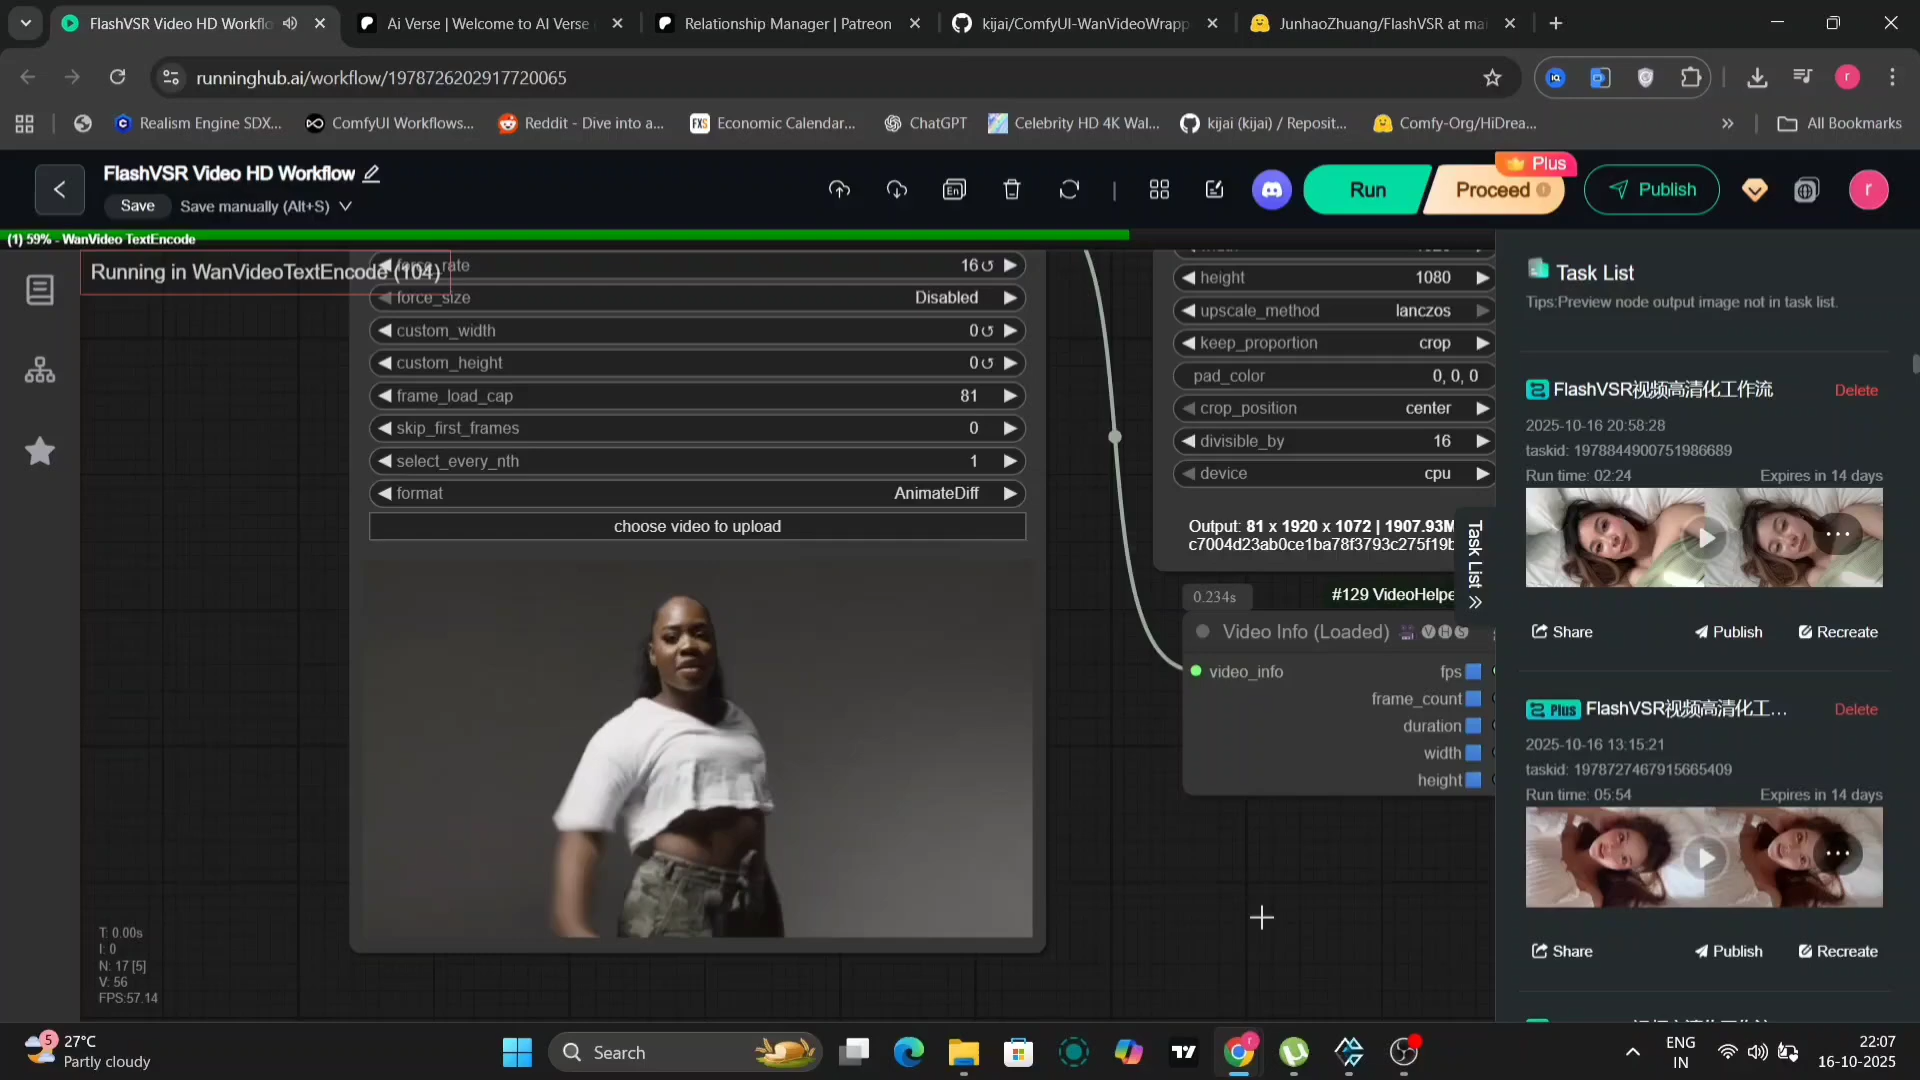 FlashVSR Video HD Workflo
Ai Verse | Welcome to AI Verse
Relationship Manager | Patreon
kijai/ComfyUI-WanVideoWrapp
JunhaoZhuang/FlashVSR at mai
runninghub.ai/workflow/1978726202917720065
Realism Engine SDX...
ComfyUI Workflows...
Reddit - Dive into a...
FXS Economic Calendar...
ChatGPT
Celebrity HD 4K Wal...
kijai (kijai) / Reposit...
Comfy-Org/HiDrea...
All Bookmarks
FlashVSR Video HD Workflow
Save Save manually (Alt+S)
Run
Proceed
Plus
Publish
r
(1) 59% - WanVideo TextEncode
Running in WanVideoTextEncode (104)
force_rate 16
force_size Disabled
custom_width 0
custom_height 0
frame_load_cap 81
skip_first_frames 0
select_every_nth 1
format AnimateDiff
choose video to upload
height 1080
upscale_method lanczos
keep_proportion crop
pad_color 0, 0, 0
crop_position center
divisible_by 16
device cpu
Output: 81 x 1920 x 1072 | 1907.93M
c7004d23ab0ce1ba78f3793c275f19b
0.234s
#129 VideoHelpe
Video Info (Loaded) VHS
video_info
fps
frame_count
duration
width
height
T: 0.00s
I: 0
N: 17 [5]
V: 56
FPS:57.14
Task List
Task List
Tips:Preview node output image not in task list.
FlashVSR视频高清化工作流 Delete
2025-10-16 20:58:28
taskid: 1978844900751986689
Run time: 02:24 Expires in 14 days
Share Publish Recreate
Plus FlashVSR视频高清化工... Delete
2025-10-16 13:15:21
taskid: 1978727467915665409
Run time: 05:54 Expires in 14 days
Share Publish Recreate
5
27°C
Partly cloudy
Search
ENG
IN
22:07
16-10-2025